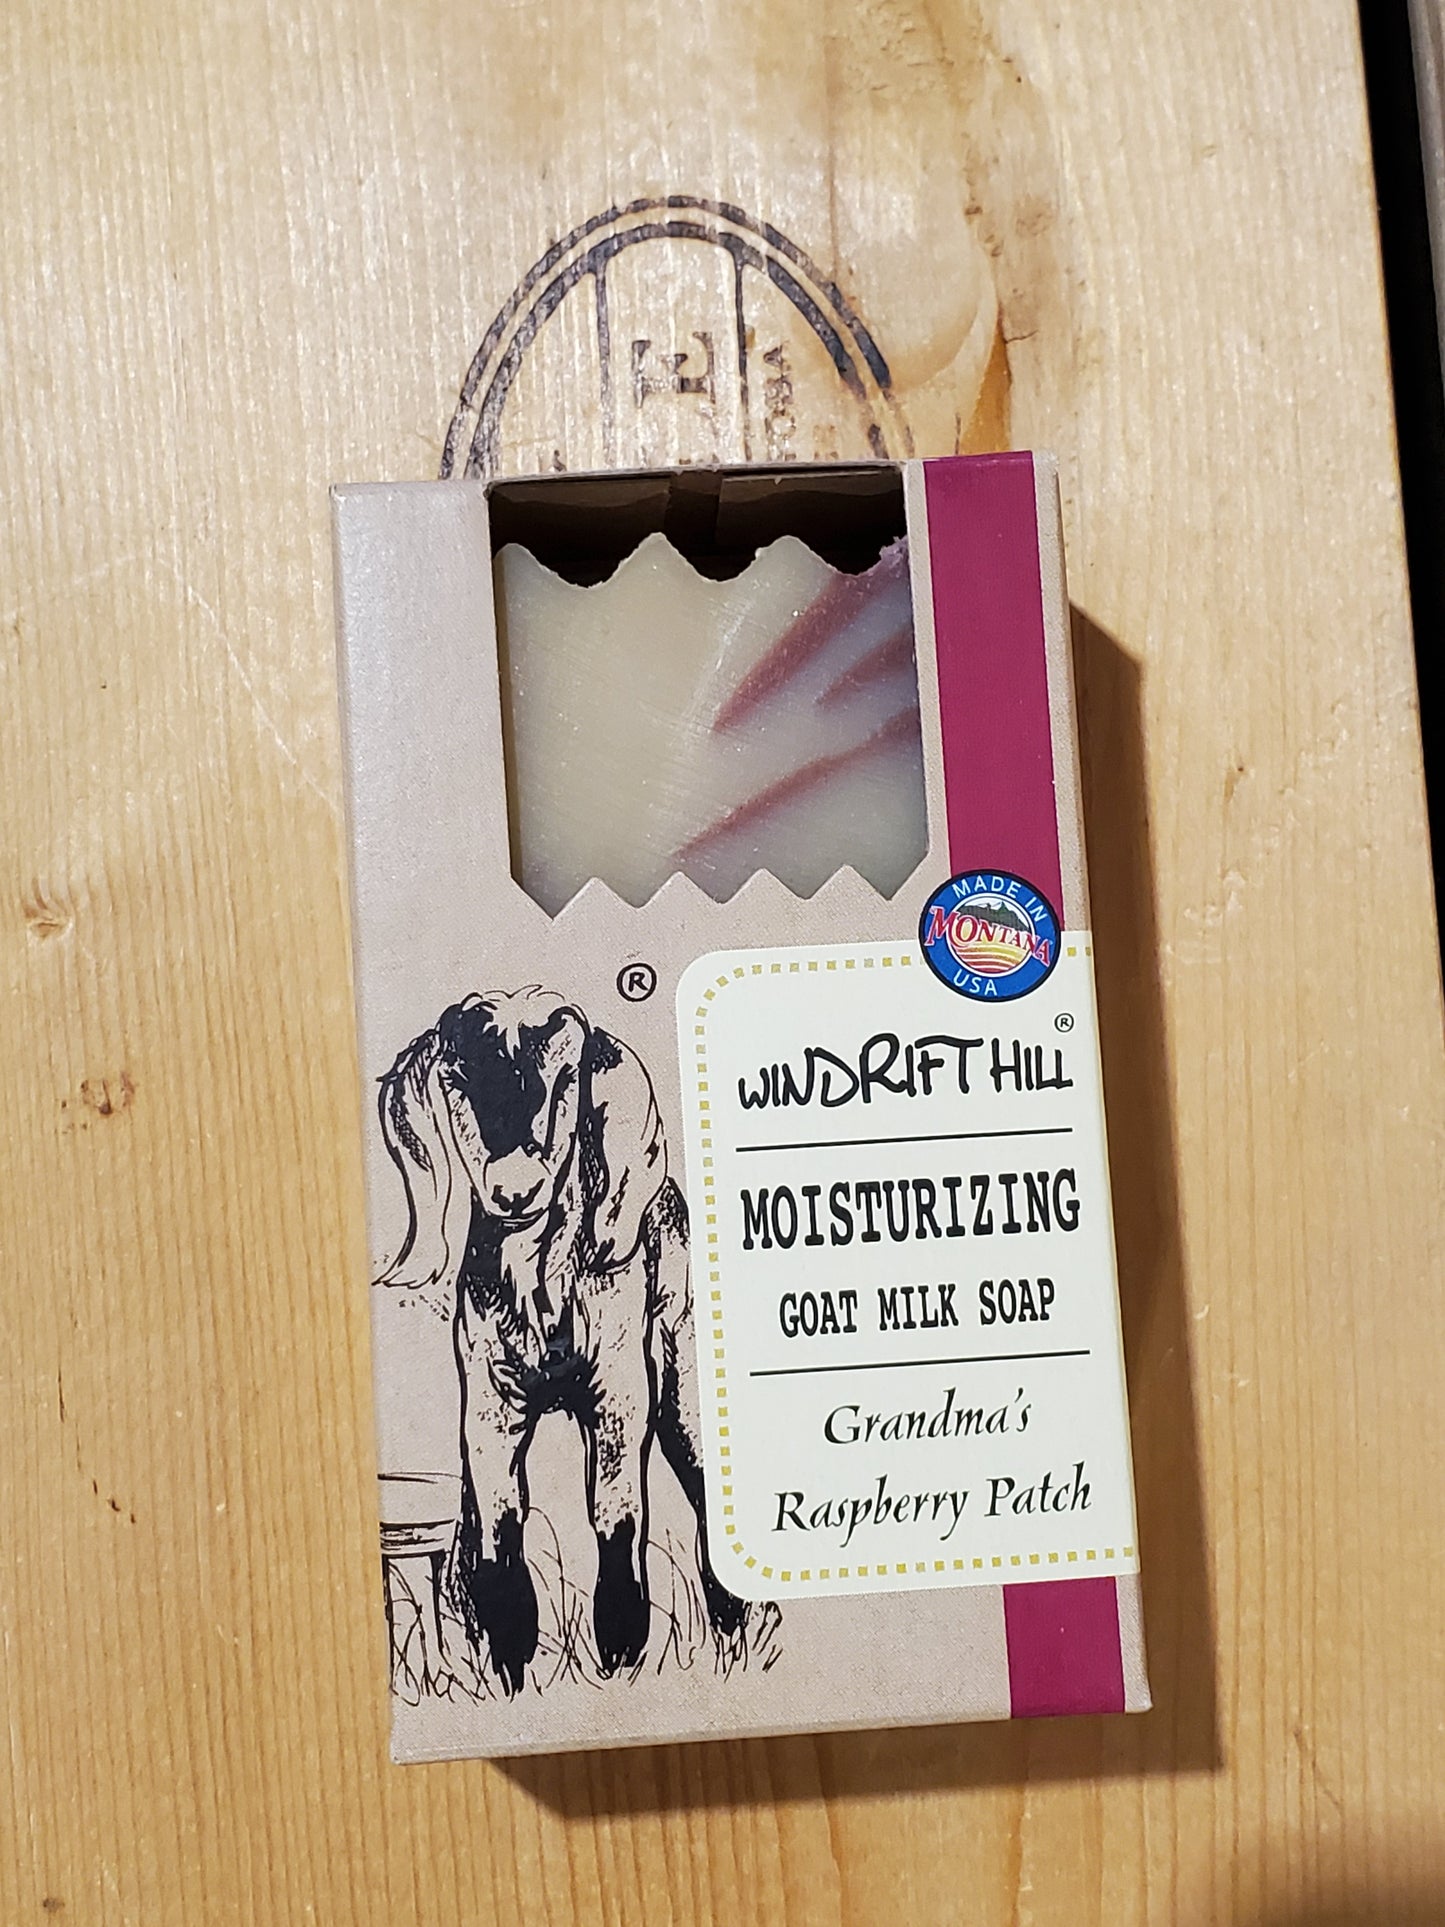 MADE IN
MONTANA
USA
®
®
WINDRIFT HILL
MOISTURIZING
GOAT MILK SOAP
Grandma's
Raspberry Patch